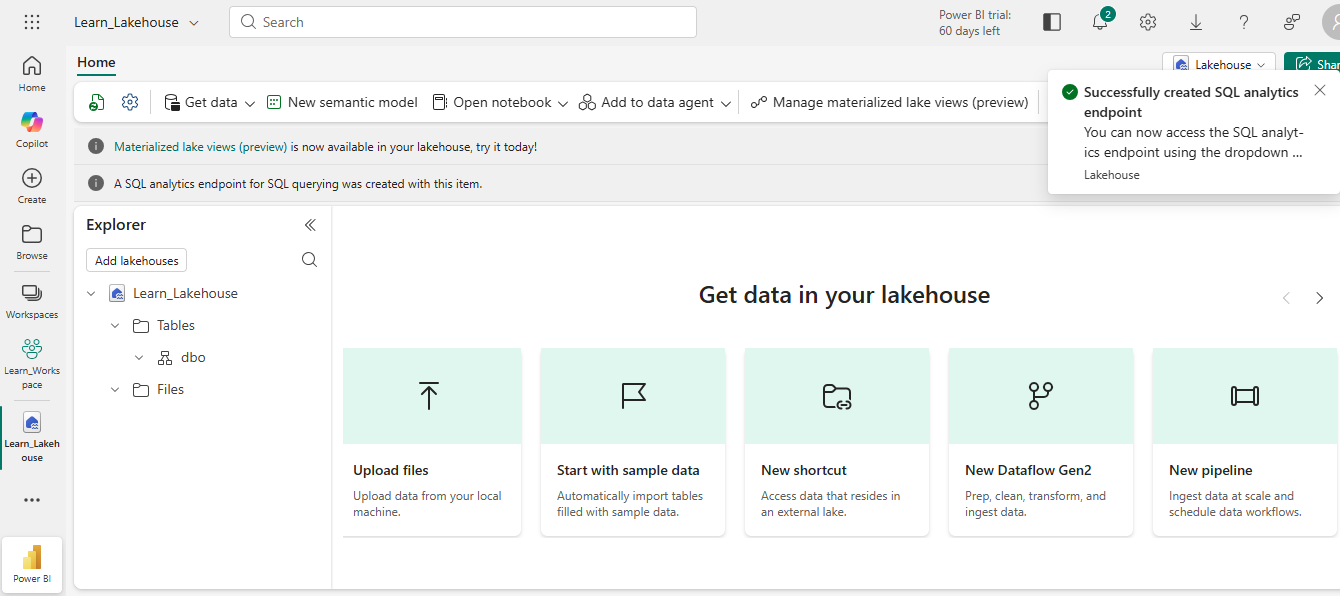 Learn_Lakehouse
Search
Power BI trial:
60 days left
2
Home
Copilot
Create
Browse
Workspaces
Learn_Works
pace
Learn_Lakeh
ouse
Power BI
Home
Lakehouse
Get data
New semantic model
Open notebook
Add to data agent
Manage materialized lake views (preview)
Materialized lake views (preview) is now available in your lakehouse, try it today!
A SQL analytics endpoint for SQL querying was created with this item.
Successfully created SQL analytics
endpoint
You can now access the SQL analyt-
ics endpoint using the dropdown ...
Lakehouse
Explorer
Add lakehouses
Learn_Lakehouse
Tables
dbo
Files
Get data in your lakehouse
Upload files
Upload data from your local
machine.
Start with sample data
Automatically import tables
filled with sample data.
New shortcut
Access data that resides in
an external lake.
New Dataflow Gen2
Prep, clean, transform, and
ingest data.
New pipeline
Ingest data at scale and
schedule data workflows.